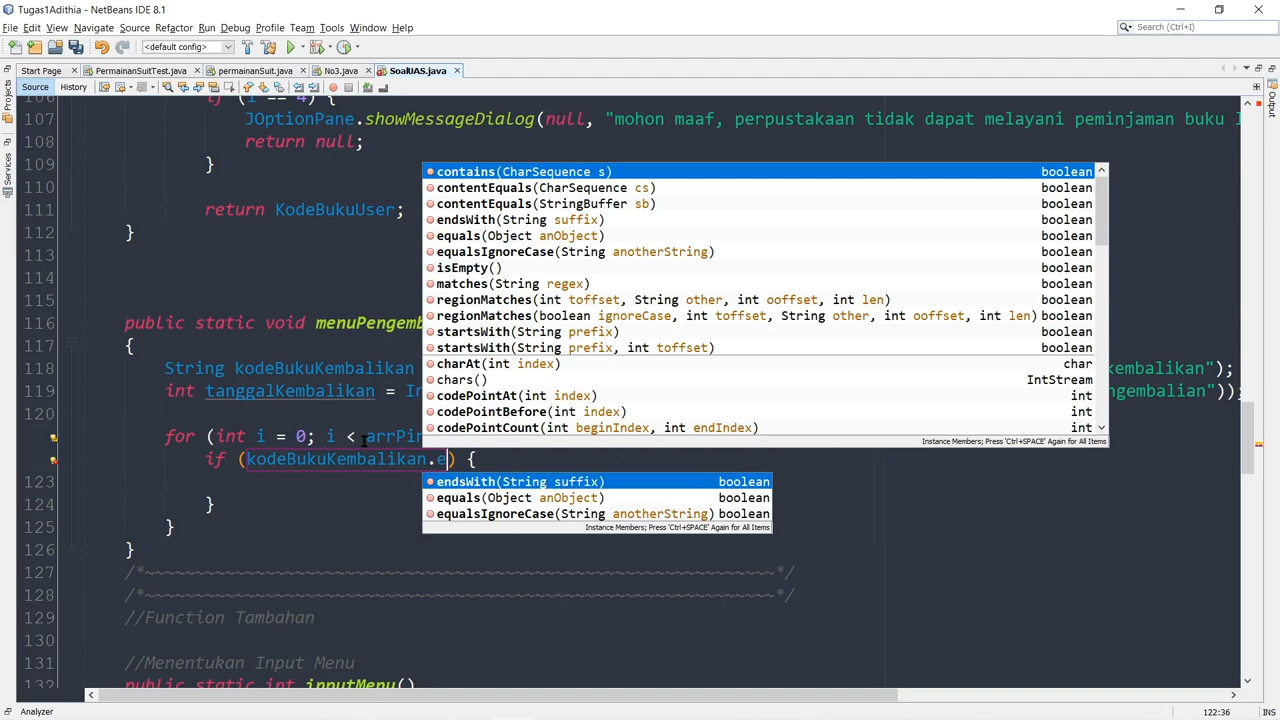 Tugas1Adithia - NetBeans IDE 8.1
File Edit View Navigate Source Refactor Run Debug Profile Team Tools Window Help
Search (Ctrl+I)
<default config>
Start Page PermainanSuitTest.java permainanSuit.java No3.java SoalUAS.java
Source History
Projects
Services
Output
106 if (i == 4) {
107 JOptionPane.showMessageDialog(null, "mohon maaf, perpustakaan tidak dapat melayani peminjaman buku
108 return null;
109 }
110
111 return KodeBukuUser;
112 }
113
114
115
116 public static void menuPengemb
117 {
118 String kodeBukuKembalikan kembalikan");
119 int tanggalKembalikan = In engembalian"));
120
for (int i = 0; i < arrPin
if (kodeBukuKembalikan.e) {
123
124 }
125 }
126 }
127 /*~~~~~~~~~~~~~~~~~~~~~~~~~~~~~~~~~~~~~~~~~~~~~~~~~~~~~~~~~~~~~~~*/
128 /*~~~~~~~~~~~~~~~~~~~~~~~~~~~~~~~~~~~~~~~~~~~~~~~~~~~~~~~~~~~~~~~*/
129 //Function Tambahan
130
131 //Menentukan Input Menu
132 public static int inputMenu()
contains(CharSequence s) boolean
contentEquals(CharSequence cs) boolean
contentEquals(StringBuffer sb) boolean
endsWith(String suffix) boolean
equals(Object anObject) boolean
equalsIgnoreCase(String anotherString) boolean
isEmpty() boolean
matches(String regex) boolean
regionMatches(int toffset, String other, int ooffset, int len) boolean
regionMatches(boolean ignoreCase, int toffset, String other, int ooffset, int len) boolean
startsWith(String prefix) boolean
startsWith(String prefix, int toffset) boolean
charAt(int index) char
chars() IntStream
codePointAt(int index) int
codePointBefore(int index) int
codePointCount(int beginIndex, int endIndex) int
Instance Members; Press 'Ctrl+SPACE' Again for All Items
endsWith(String suffix) boolean
equals(Object anObject) boolean
equalsIgnoreCase(String anotherString) boolean
Instance Members; Press 'Ctrl+SPACE' Again for All Items
Analyzer
122:36 INS